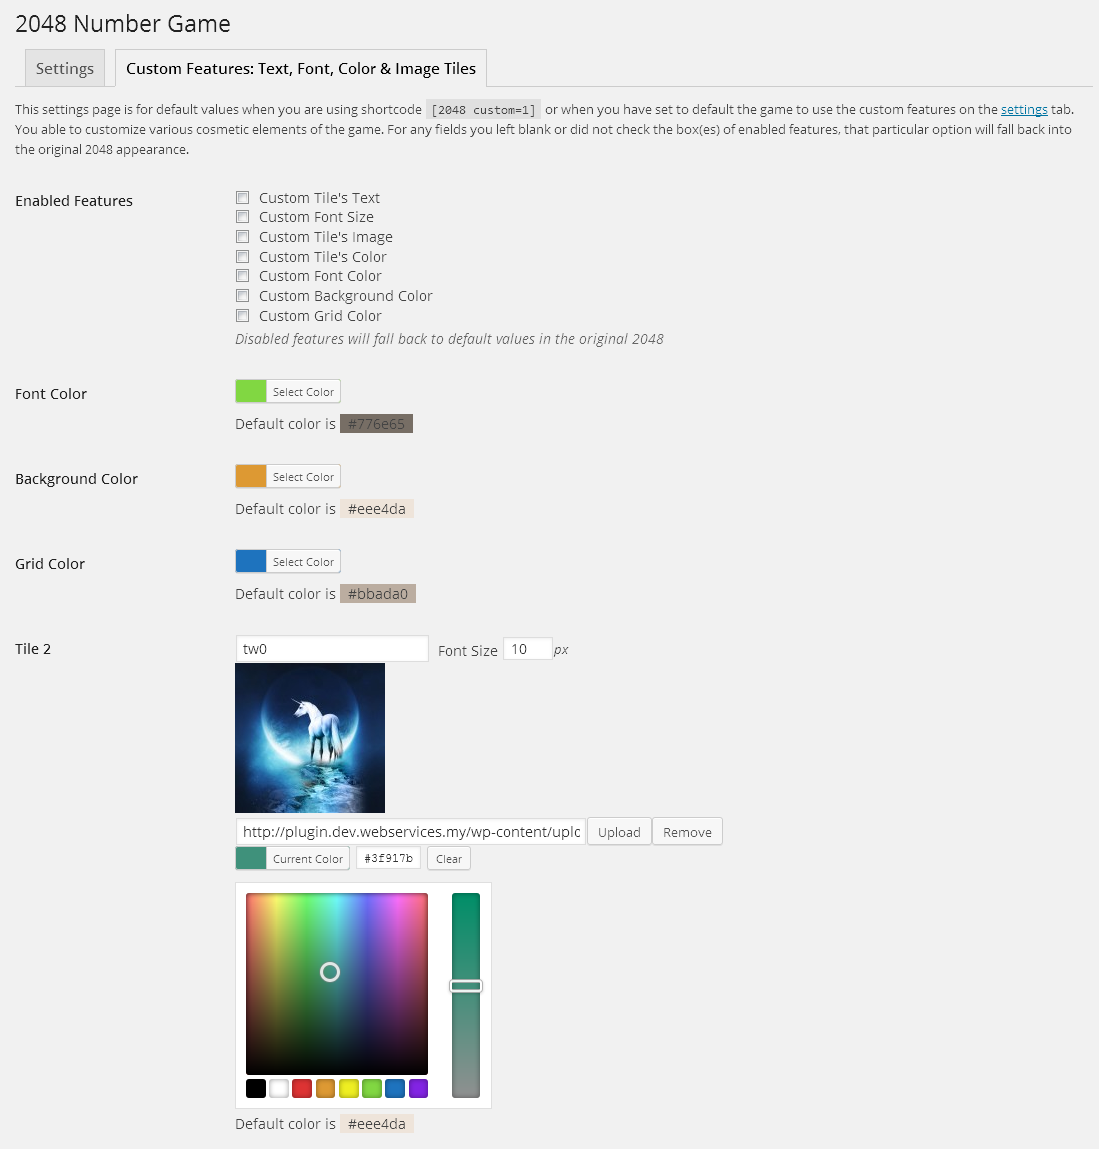 2048 Number Game
Settings
Custom Features: Text, Font, Color & Image Tiles
This settings page is for default values when you are using shortcode [2048 custom=1] or when you have set to default the game to use the custom features on the settings tab.
You able to customize various cosmetic elements of the game. For any fields you left blank or did not check the box(es) of enabled features, that particular option will fall back into
the original 2048 appearance.
Enabled Features
Custom Tile's Text
Custom Font Size
Custom Tile's Image
Custom Tile's Color
Custom Font Color
Custom Background Color
Custom Grid Color
Disabled features will fall back to default values in the original 2048
Font Color
Select Color
Default color is #776e65
Background Color
Select Color
Default color is #eee4da
Grid Color
Select Color
Default color is #bbada0
Tile 2
tw0 Font Size 10 px
http://plugin.dev.webservices.my/wp-content/uplo Upload Remove
Current Color #3f917b Clear
Default color is #eee4da